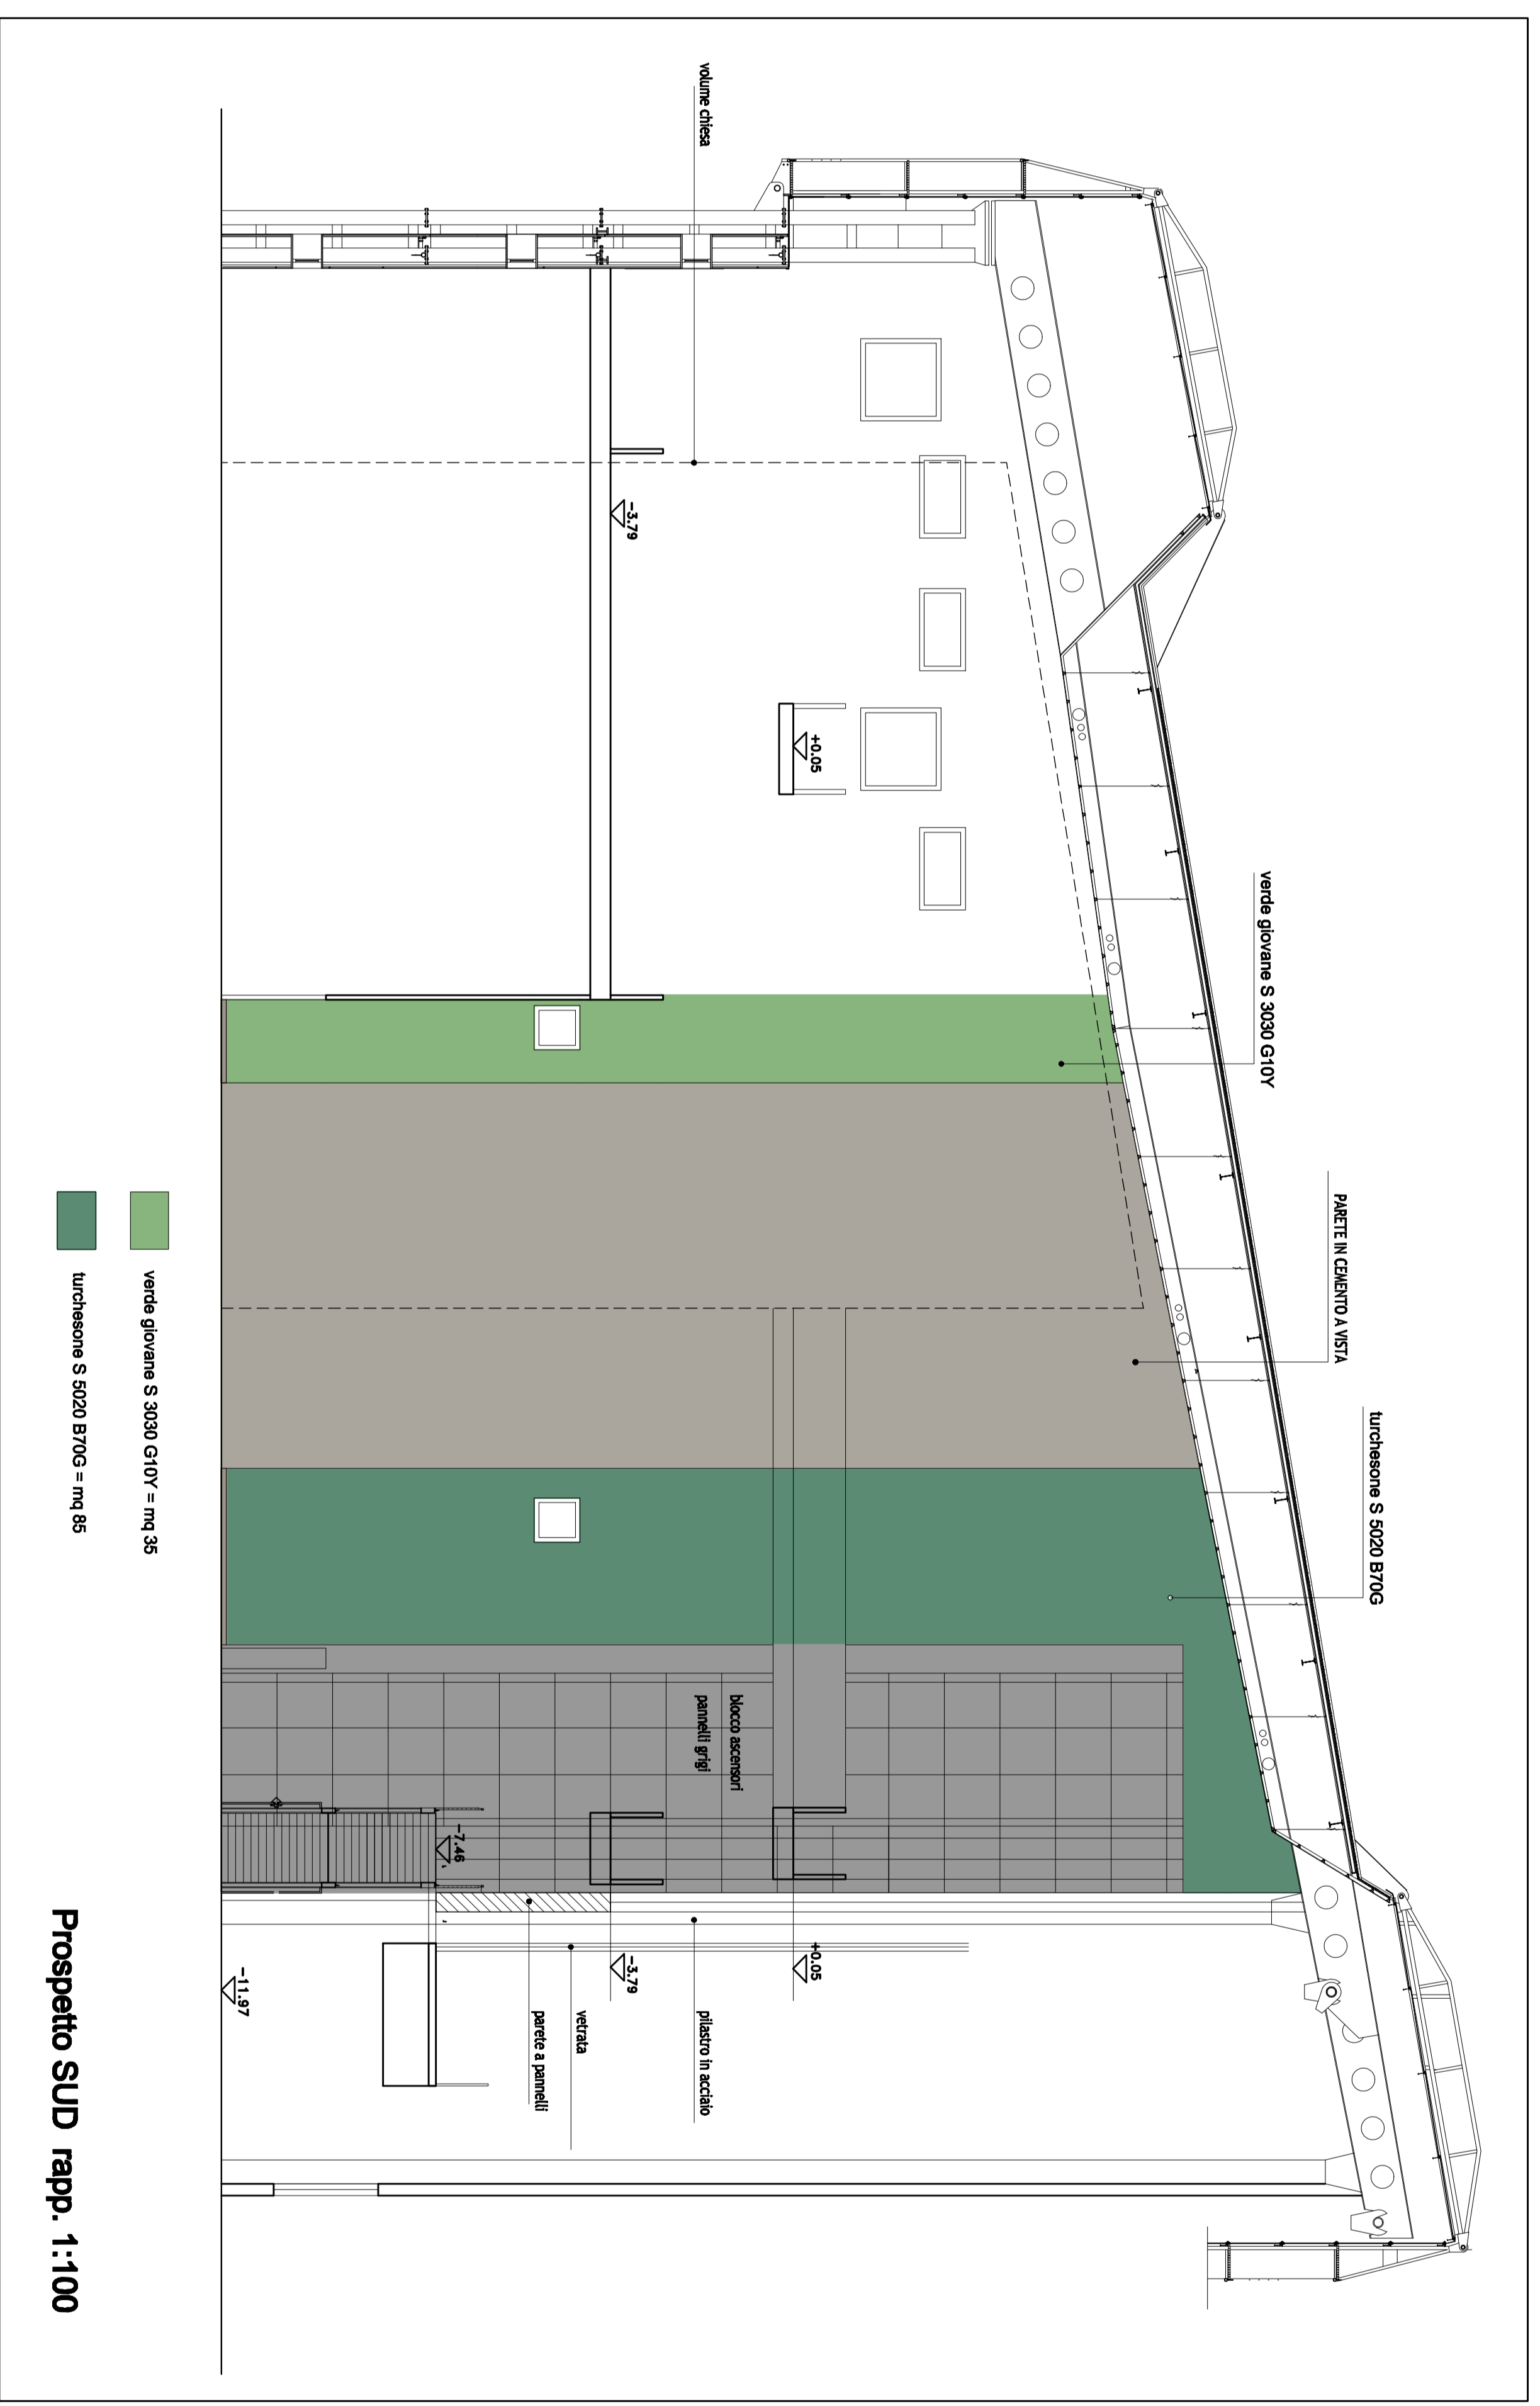 verde giovane S 3030 G10Y
PARETE IN CEMENTO A VISTA
turchesone S 5020 B70G
volume chiesa
+0.05
-3.79
blocco ascensori
pannelli grigi
-7.46
+0.05
-3.79
-11.97
pilastro in acciaio
vetrata
parete a pannelli
verde giovane S 3030 G10Y = mq 35
turchesone S 5020 B70G = mq 85
Prospetto SUD rapp. 1:100